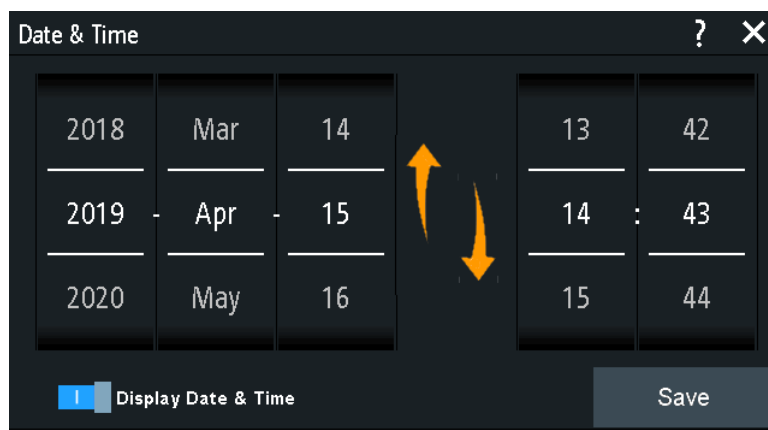 Date & Time ? ✕
2018 Mar 14 13 42
2019 - Apr - 15 14 : 43
2020 May 16 15 44
I Display Date & Time Save